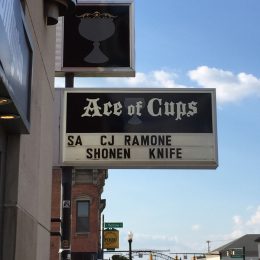 Ace of Cups
SA CJ RAMONE
SHONEN KNIFE